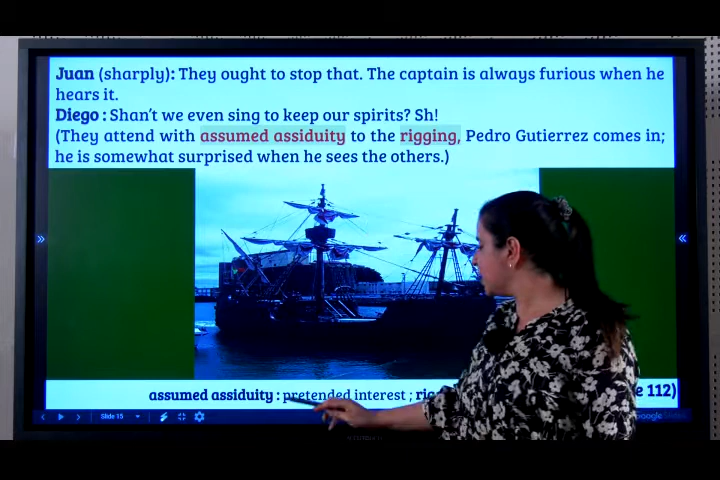 Juan (sharply): They ought to stop that. The captain is always furious when he
hears it.
Diego : Shan't we even sing to keep our spirits? Sh!
(They attend with assumed assiduity to the rigging, Pedro Gutierrez comes in;
he is somewhat surprised when he sees the others.)
assumed assiduity : pretended interest ; 112)
Slide 15
Google